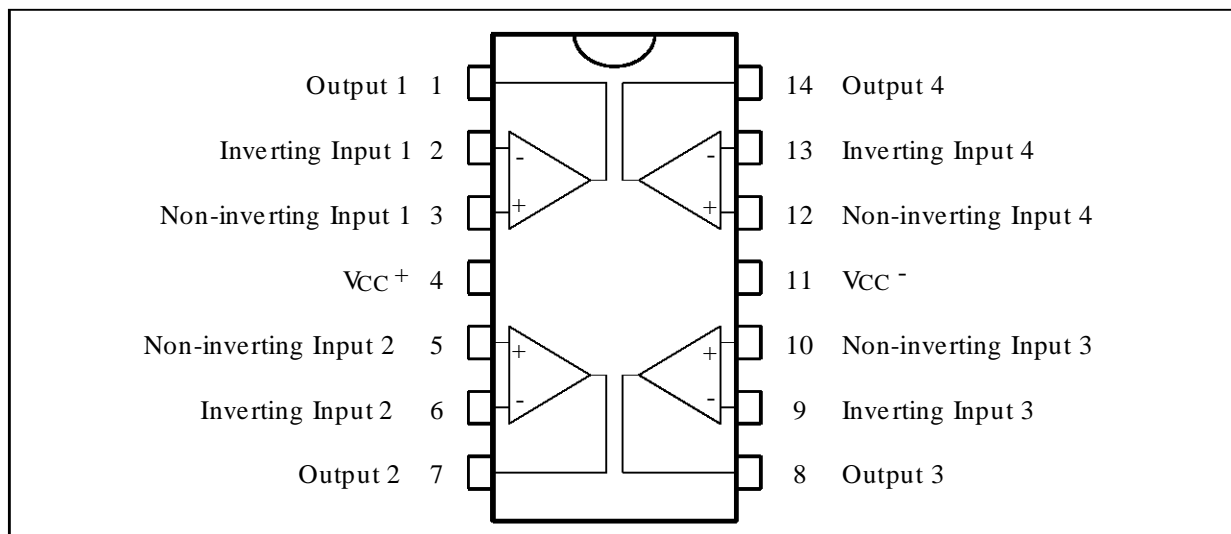 Output 1 1 14 Output 4
Inverting Input 1 2 - - 13 Inverting Input 4
Non-inverting Input 1 3 + + 12 Non-inverting Input 4
VCC + 4 11 VCC -
Non-inverting Input 2 5 + + 10 Non-inverting Input 3
Inverting Input 2 6 - - 9 Inverting Input 3
Output 2 7 8 Output 3